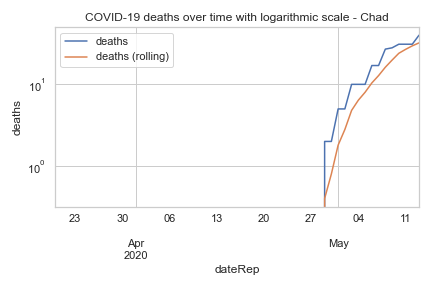 COVID-19 deaths over time with logarithmic scale - Chad
deaths
deaths (rolling)
10¹
10⁰
deaths
23 30 06 13 20 27 04 11
Apr May
2020
dateRep